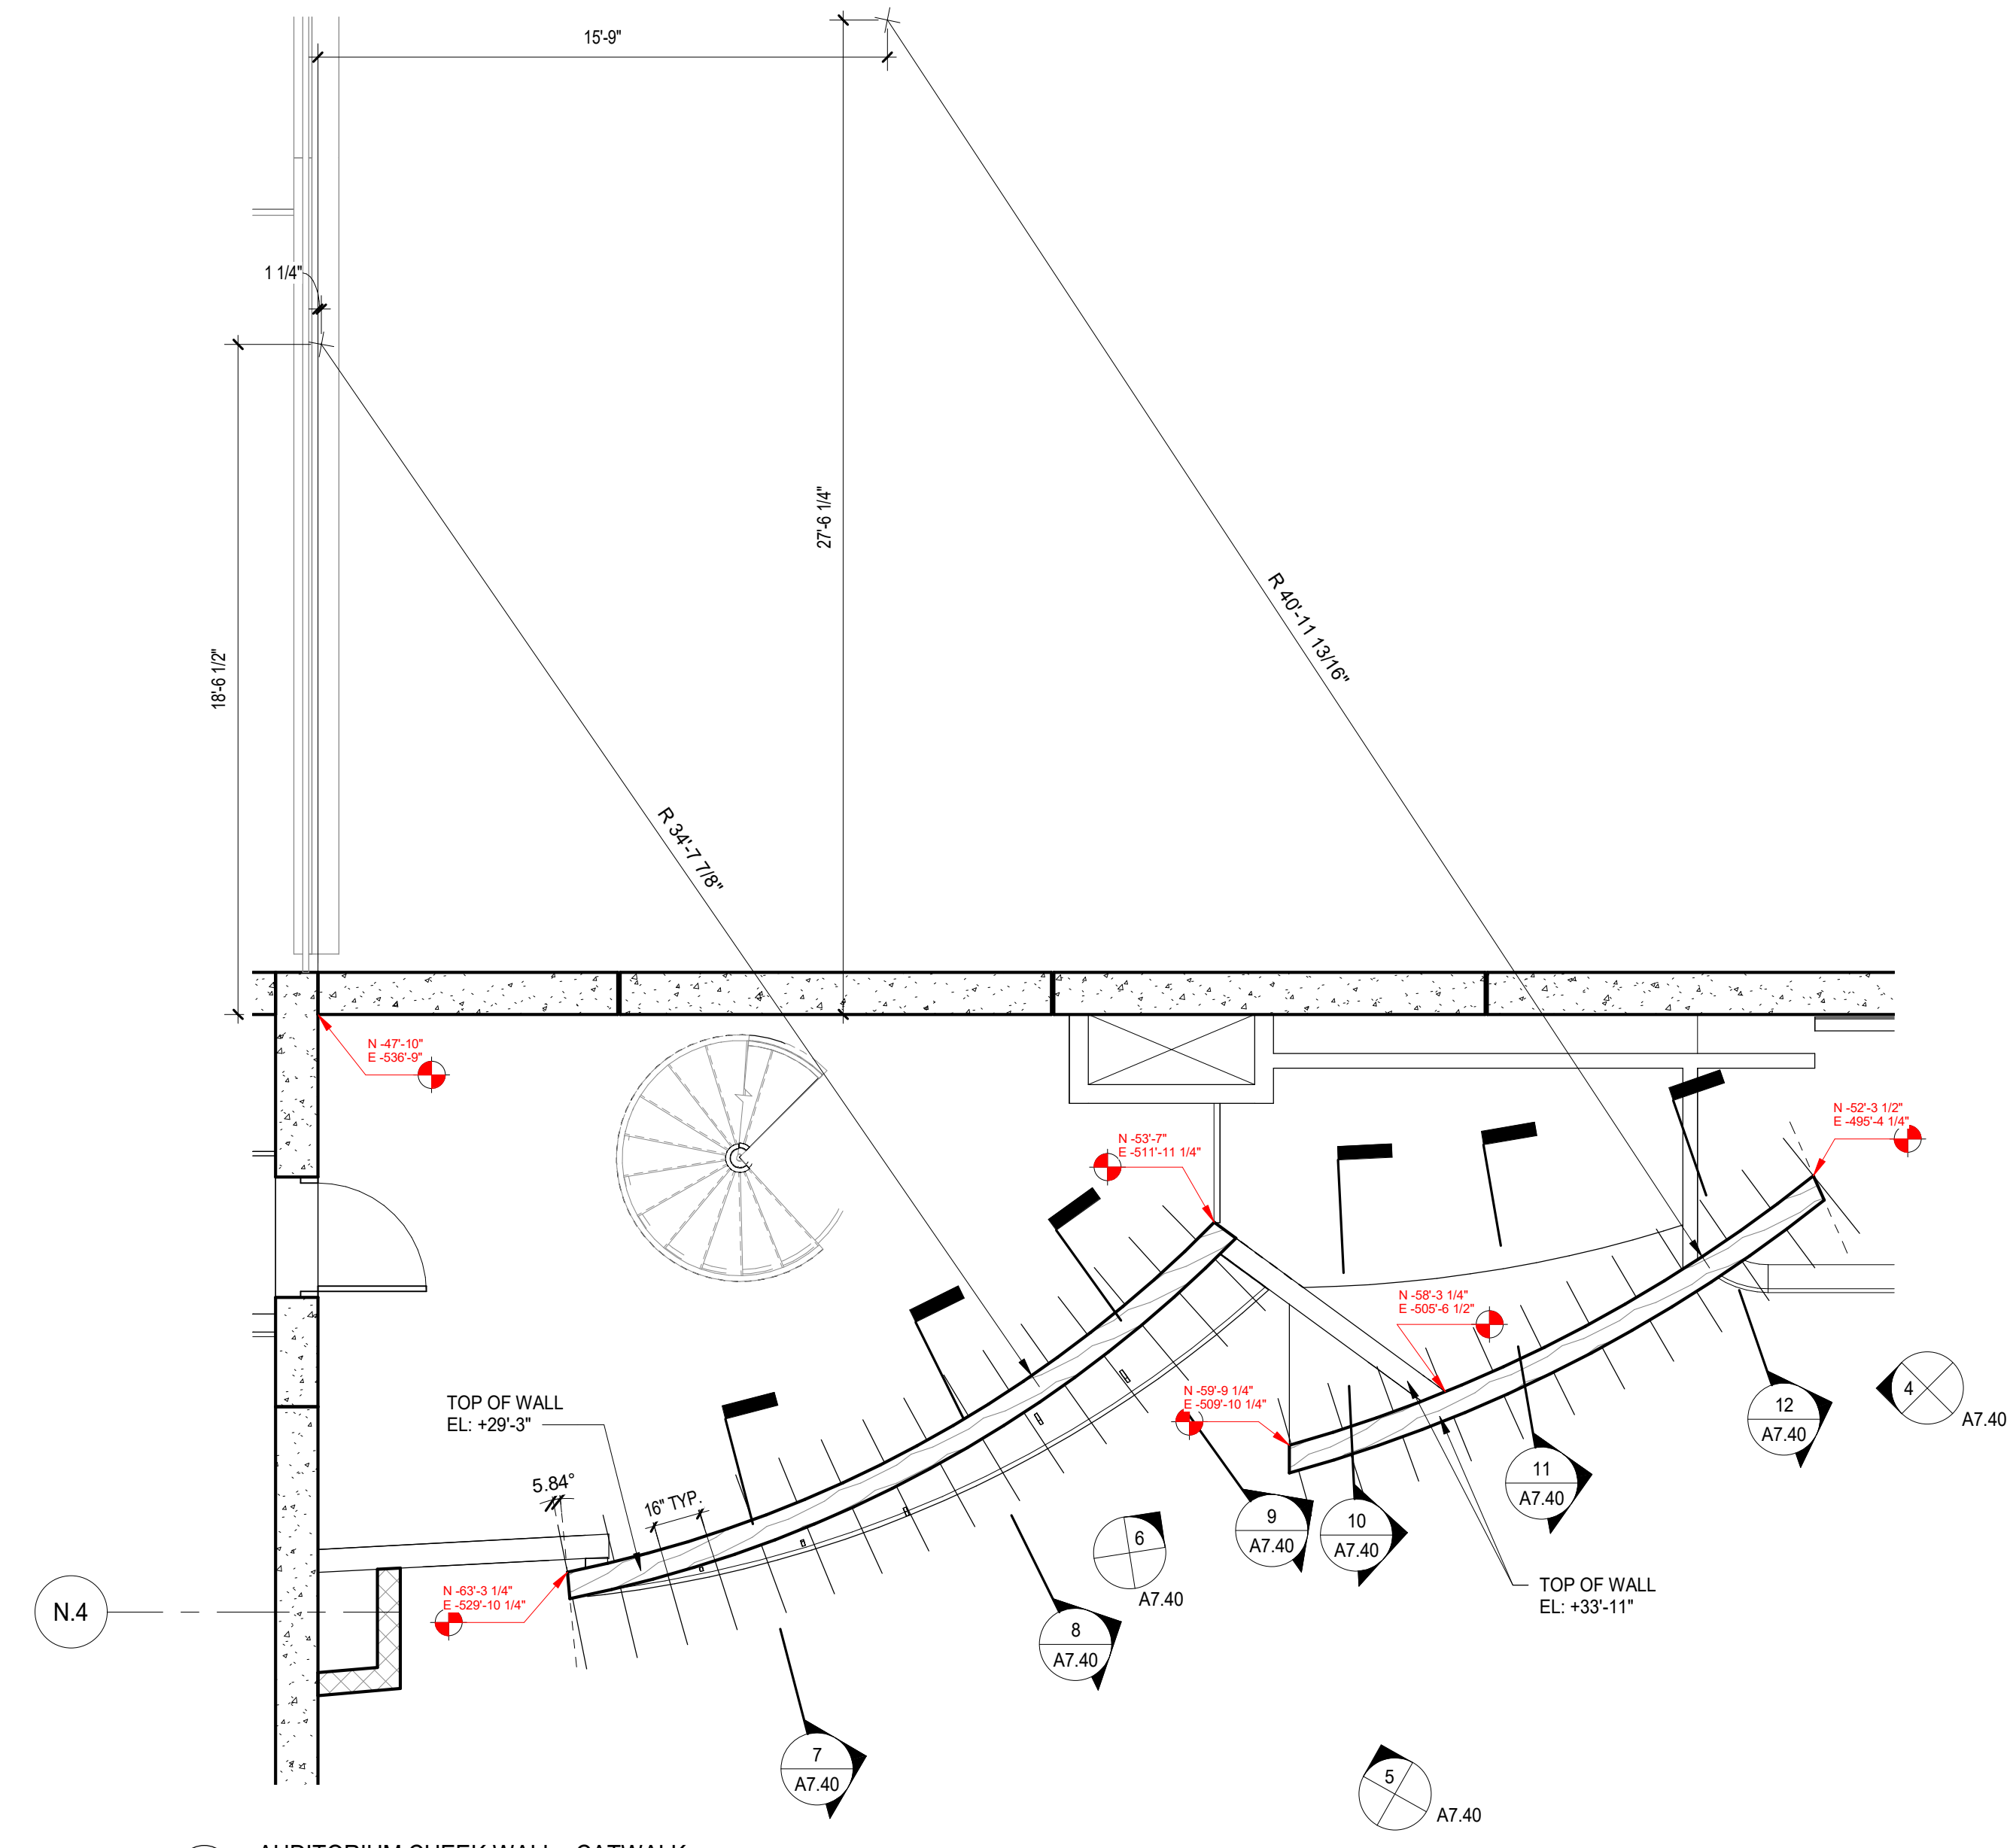 15'-9"
1 1/4"
27'-6 1/4"
R 40'-11 13/16"
18'-6 1/2"
R 34'-7 7/8"
N -47'-10"
E -536'-9"
N -53'-7"
E -511'-11 1/4"
N -52'-3 1/2"
E -495'-4 1/4"
N -58'-3 1/4"
E -505'-6 1/2"
N -59'-9 1/4"
E -509'-10 1/4"
TOP OF WALL
EL: +29'-3"
5.84°
16" TYP.
N -63'-3 1/4"
E -529'-10 1/4"
N.4
4
A7.40
12
A7.40
11
A7.40
10
A7.40
9
A7.40
6
A7.40
TOP OF WALL
EL: +33'-11"
8
A7.40
7
A7.40
5
A7.40
AUDITORIUM CHEEK WALL - CATWALK